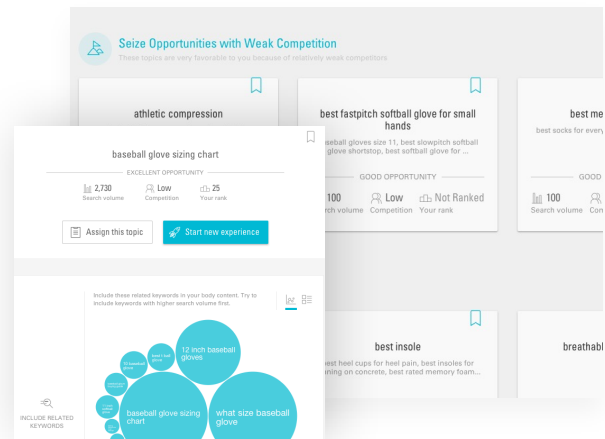 Seize Opportunities with Weak Competition
These topics are very favorable to you because of relatively weak competitors
athletic compression
best fastpitch softball glove for small
hands
baseball gloves size 11, best slowpitch softball
glove shortstop, best softball glove for ...
GOOD OPPORTUNITY
100
Low
Not Ranked
Competition
Your rank
best me
best socks for every
GOOD
100
Search volume
Con
baseball glove sizing chart
EXCELLENT OPPORTUNITY
2,730
Low
25
Search volume
Competition
Your rank
Assign this topic
Start new experience
Include these related keywords in your body content. Try to
include keywords with higher search volume first.
INCLUDE RELATED
KEYWORDS
12 inch baseball
gloves
baseball glove sizing
chart
what size baseball
glove
best insole
best heel cups for heel pain, best insoles for
on concrete, best rated memory foam...
breathabl